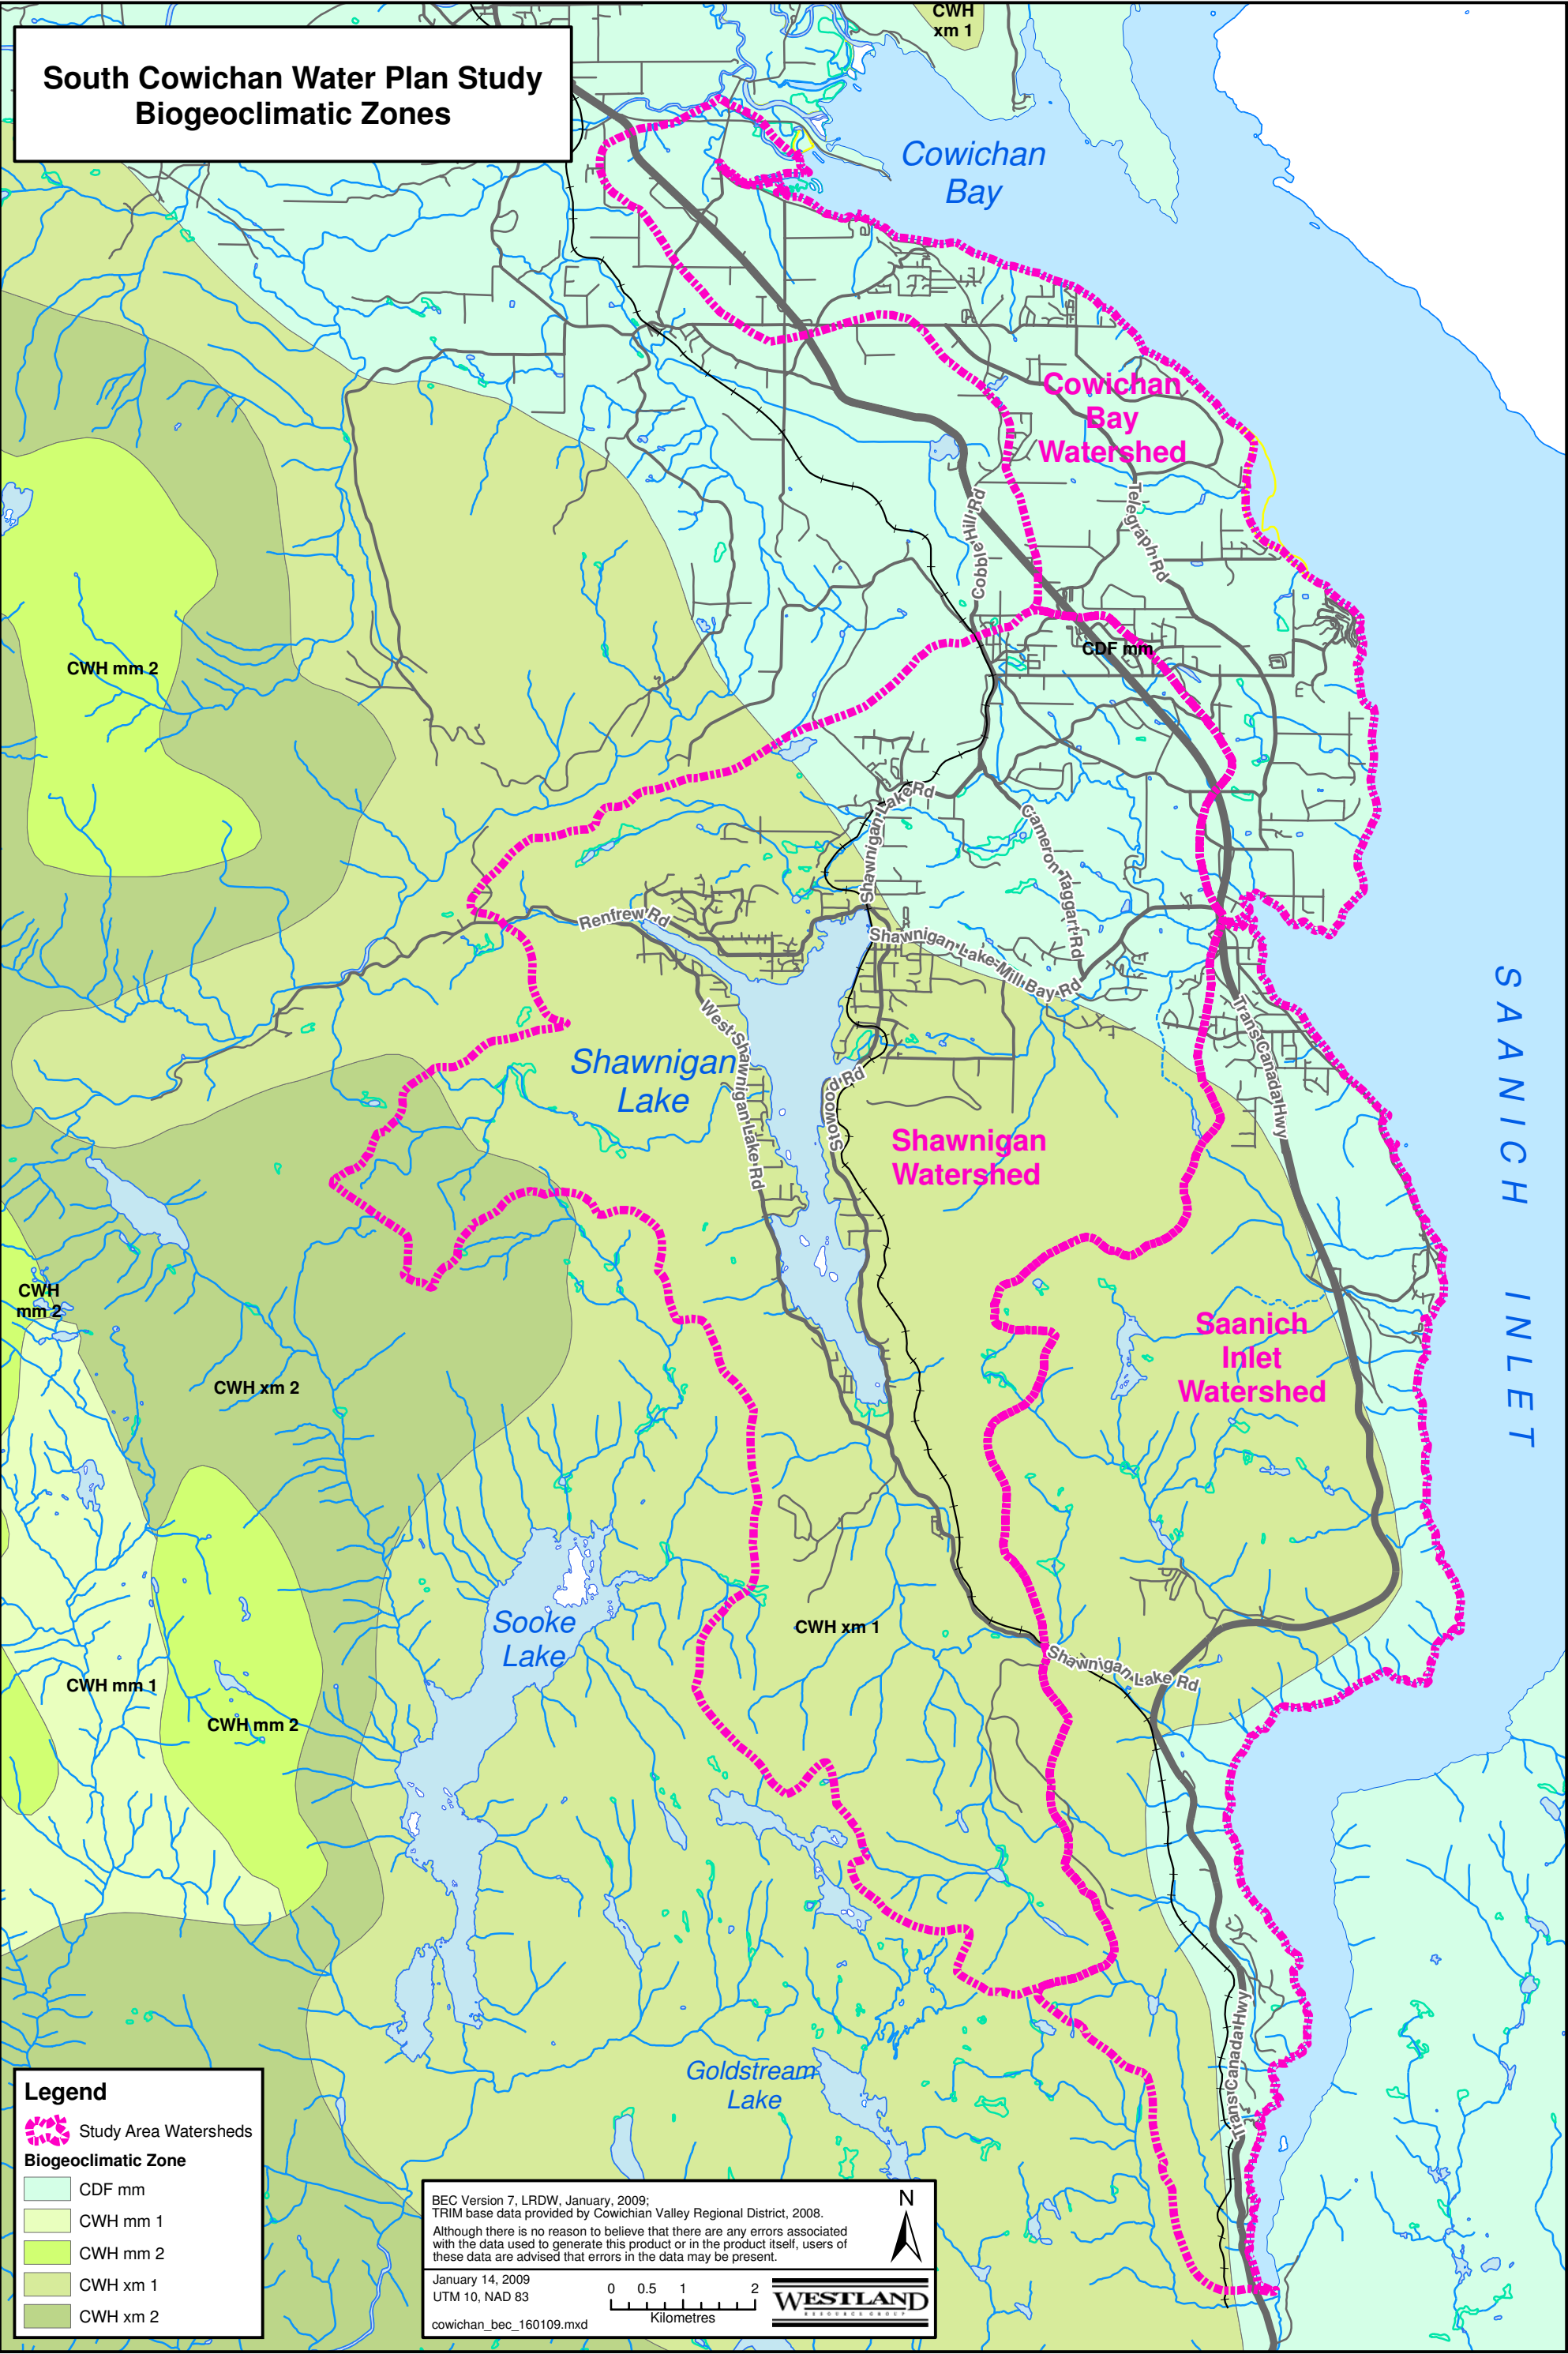 South Cowichan Water Plan Study
Biogeoclimatic Zones
CWH
xm 1
Cowichan
Bay
Cowichan
Bay
Watershed
Telegraph Rd
Cobble Hill Rd
CDF mm
CWH mm 2
Shawnigan Lake Rd
Cameron Taggart Rd
Renfrew Rd
Shawnigan Lake-Mill Bay Rd
West Shawnigan Lake Rd
Trans Canada Hwy
SAANICH INLET
Shawnigan
Lake
Stowood Rd
Shawnigan
Watershed
CWH
mm 2
Saanich
Inlet
Watershed
CWH xm 2
Sooke
Lake
CWH xm 1
Shawnigan Lake Rd
CWH mm 1
CWH mm 2
Trans Canada Hwy
Goldstream
Lake
Legend
Study Area Watersheds
Biogeoclimatic Zone
CDF mm
CWH mm 1
CWH mm 2
CWH xm 1
CWH xm 2
BEC Version 7, LRDW, January, 2009;
TRIM base data provided by Cowichian Valley Regional District, 2008.
Although there is no reason to believe that there are any errors associated
with the data used to generate this product or in the product itself, users of
these data are advised that errors in the data may be present.
N
January 14, 2009
UTM 10, NAD 83
cowichan_bec_160109.mxd
0 0.5 1 2
Kilometres
WESTLAND
RESOURCE GROUP